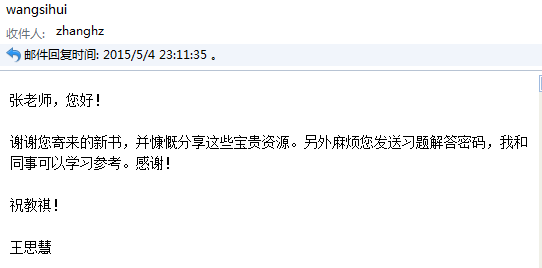 wangsihui
收件人: zhanghz
邮件回复时间: 2015/5/4 23:11:35 。
张老师，您好！
谢谢您寄来的新书，并慷慨分享这些宝贵资源。另外麻烦您发送习题解答密码，我和
同事可以学习参考。感谢！
祝教祺！
王思慧